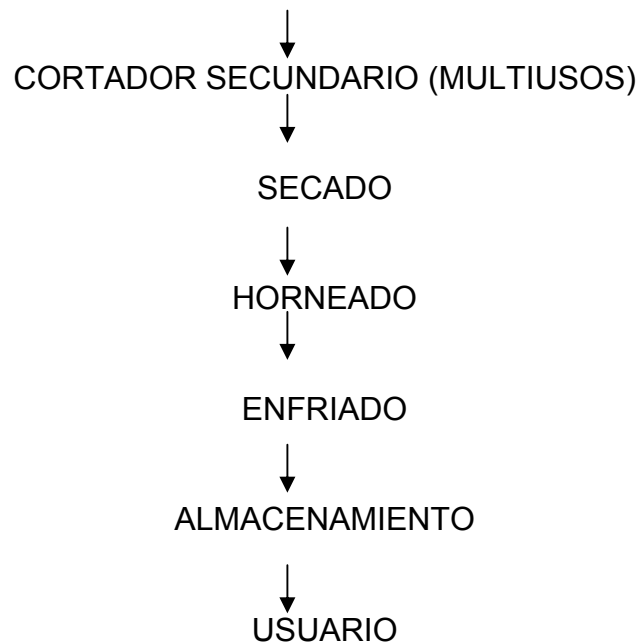 CORTADOR SECUNDARIO (MULTIUSOS)
SECADO
HORNEADO
ENFRIADO
ALMACENAMIENTO
USUARIO